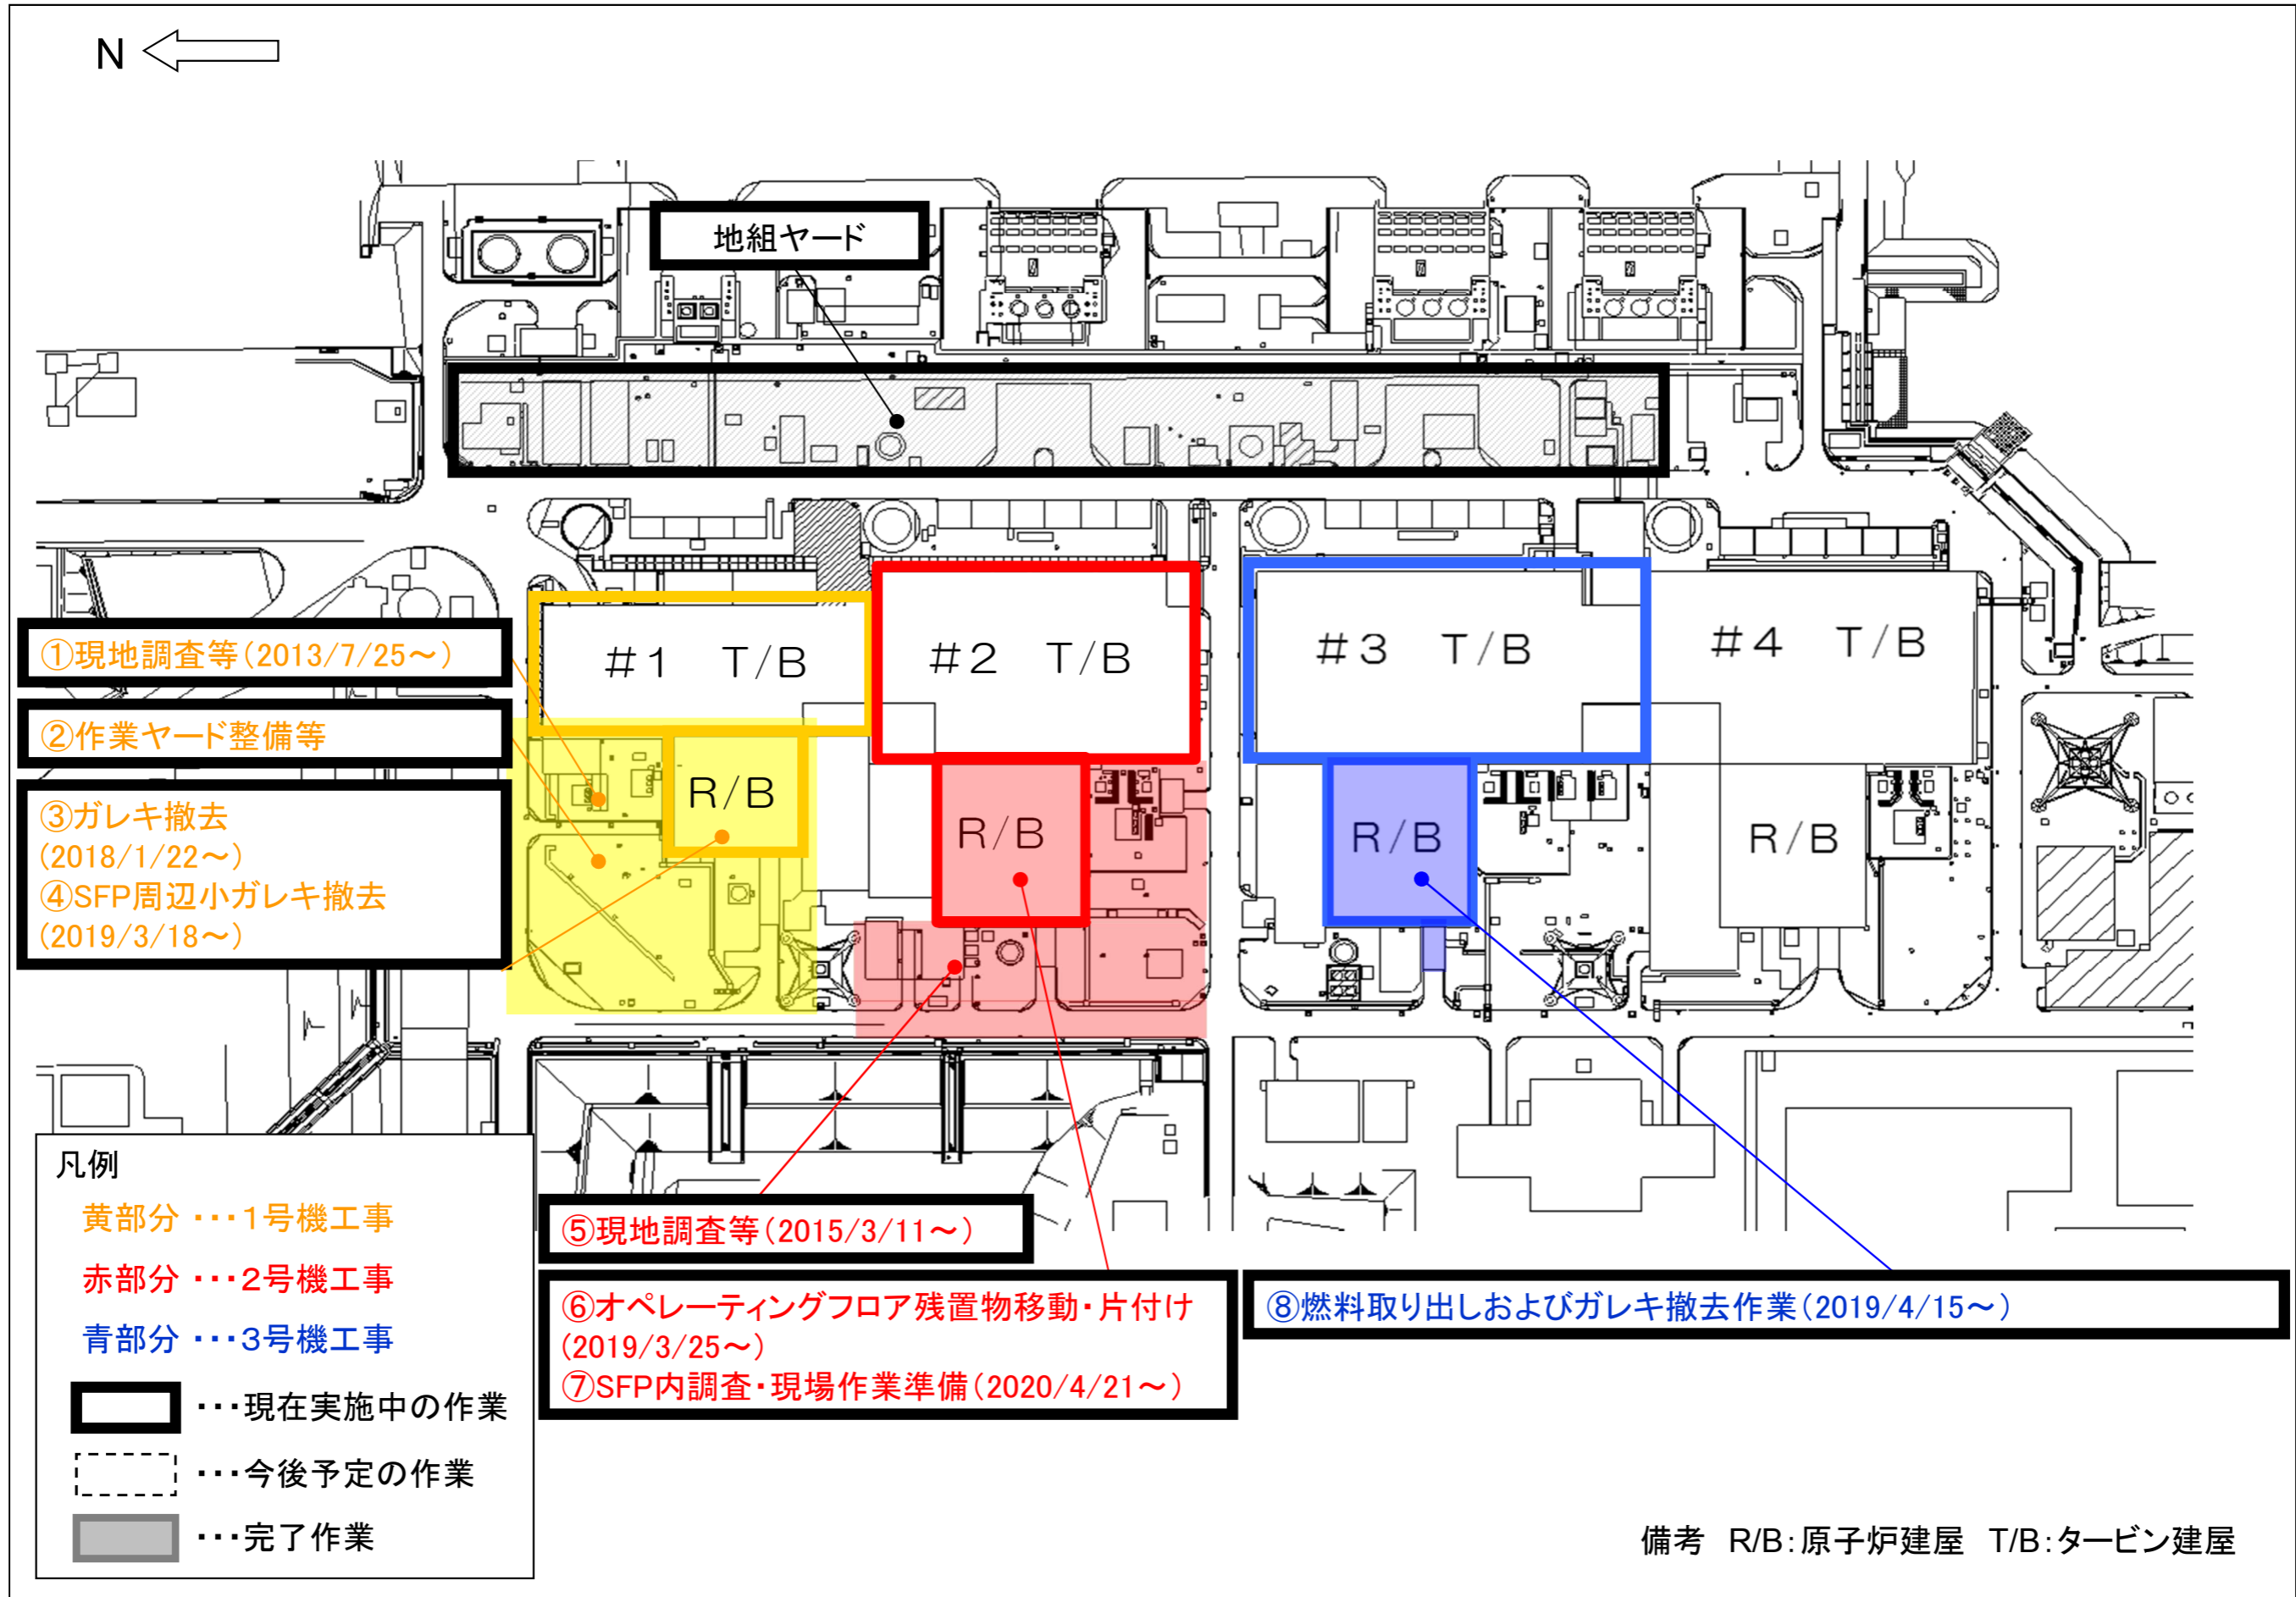 N
地組ヤード
#1 T/B
#2 T/B
#3 T/B
#4 T/B
①現地調査等(2013/7/25～)
②作業ヤード整備等
③ガレキ撤去
(2018/1/22～)
④SFP周辺小ガレキ撤去
(2019/3/18～)
R/B
R/B
R/B
R/B
⑤現地調査等(2015/3/11～)
⑥オペレーティングフロア残置物移動・片付け
(2019/3/25～)
⑦SFP内調査・現場作業準備(2020/4/21～)
⑧燃料取り出しおよびガレキ撤去作業(2019/4/15～)
凡例
黄部分 ・・・1号機工事
赤部分 ・・・2号機工事
青部分 ・・・3号機工事
・・・現在実施中の作業
・・・今後予定の作業
・・・完了作業
備考 R/B：原子炉建屋 T/B：タービン建屋